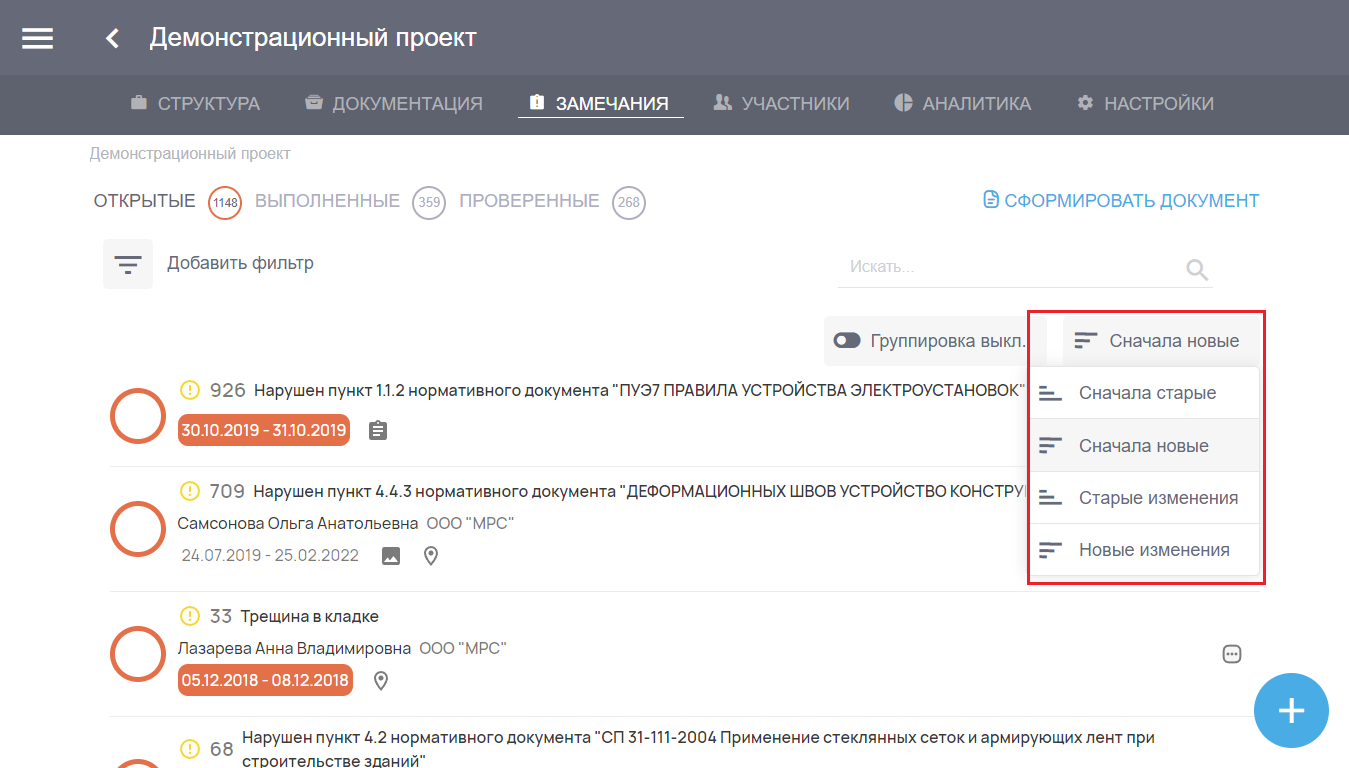 Демонстрационный проект
СТРУКТУРА ДОКУМЕНТАЦИЯ ЗАМЕЧАНИЯ УЧАСТНИКИ АНАЛИТИКА НАСТРОЙКИ
Демонстрационный проект
ОТКРЫТЫЕ 1148 ВЫПОЛНЕННЫЕ 359 ПРОВЕРЕННЫЕ 268 СФОРМИРОВАТЬ ДОКУМЕНТ
Добавить фильтр Искать...
Группировка выкл. Сначала новые
Сначала старые
Сначала новые
Старые изменения
Новые изменения
926 Нарушен пункт 1.1.2 нормативного документа "ПУЭ7 ПРАВИЛА УСТРОЙСТВА ЭЛЕКТРОУСТАНОВОК"
30.10.2019 - 31.10.2019
709 Нарушен пункт 4.4.3 нормативного документа "ДЕФОРМАЦИОННЫХ ШВОВ УСТРОЙСТВО КОНСТРУ
Самсонова Ольга Анатольевна ООО "МРС"
24.07.2019 - 25.02.2022
33 Трещина в кладке
Лазарева Анна Владимировна ООО "МРС"
05.12.2018 - 08.12.2018
68 Нарушен пункт 4.2 нормативного документа "СП 31-111-2004 Применение стеклянных сеток и армирующих лент при
строительстве зданий"